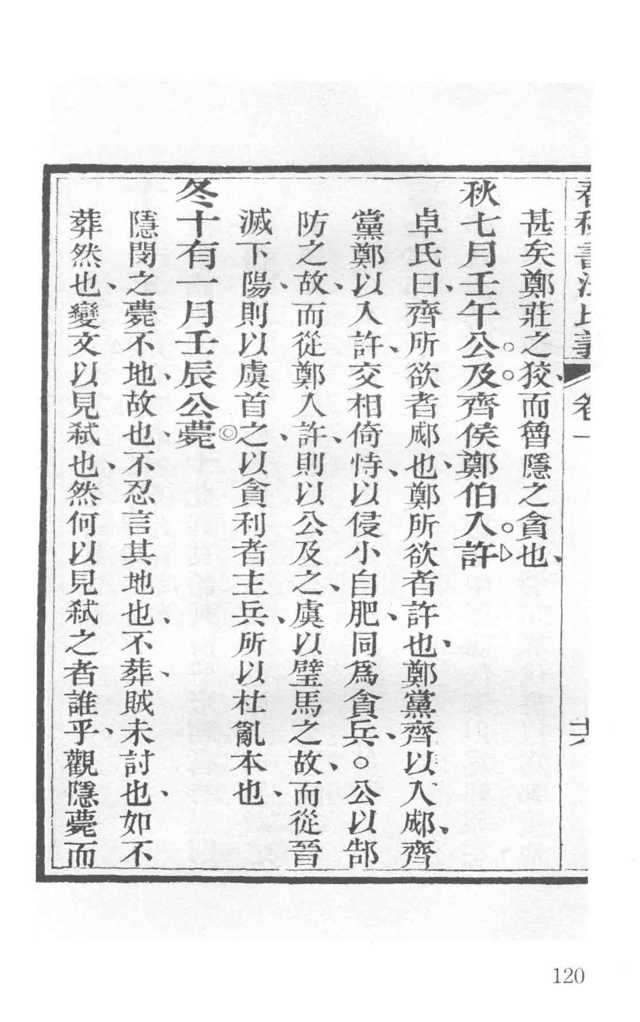 春秋書法比義 卷一 十六
甚矣鄭莊之狡、而魯隱之貪也、
秋七月壬午公○及○齊侯鄭伯入○許▷
卓氏曰、齊所欲者郕也、鄭所欲者許也、鄭黨齊以入郕、齊
黨鄭以入許、交相倚恃、以侵小自肥、同爲貪兵、○公以郜
防之故、而從鄭入許、則以公及之、虞以璧馬之故、而從晉
滅下陽、則以虞首之、以貪利者主兵、所以杜亂本也、
冬十有一月壬辰公薨◎
隱閔之薨不地、故也、不忍言其地也、不葬、賊未討也、如不
葬然也、變文以見弒也、然何以見弒之者誰乎、觀隱薨而
120